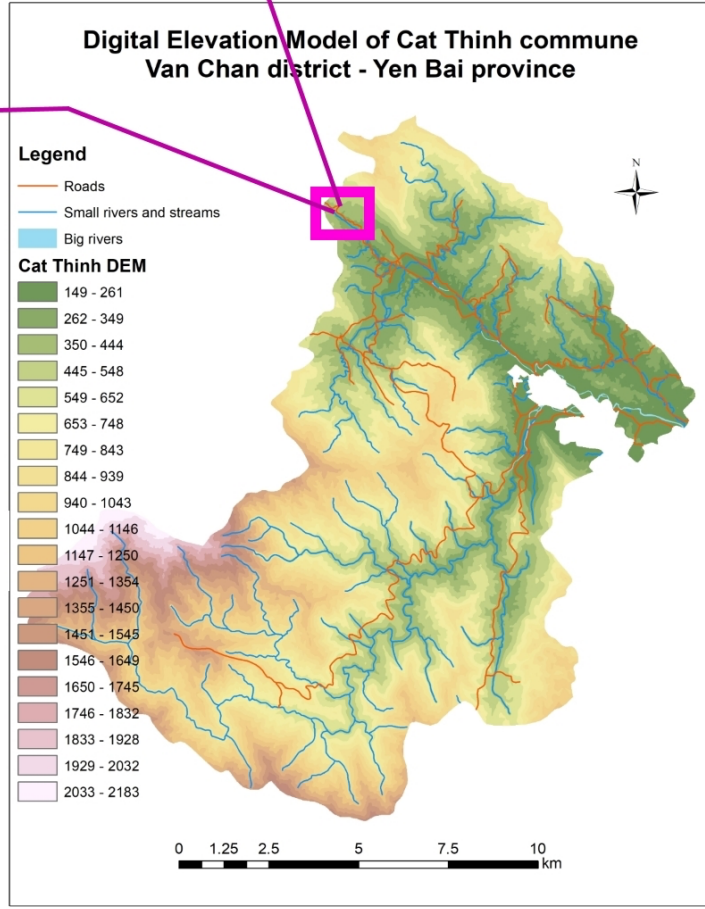 Digital Elevation Model of Cat Thinh commune
Van Chan district - Yen Bai province
N
Legend
Roads
Small rivers and streams
Big rivers
Cat Thinh DEM
149 - 261
262 - 349
350 - 444
445 - 548
549 - 652
653 - 748
749 - 843
844 - 939
940 - 1043
1044 - 1146
1147 - 1250
1251 - 1354
1355 - 1450
1451 - 1545
1546 - 1649
1650 - 1745
1746 - 1832
1833 - 1928
1929 - 2032
2033 - 2183
0 1.25 2.5 5 7.5 10
km